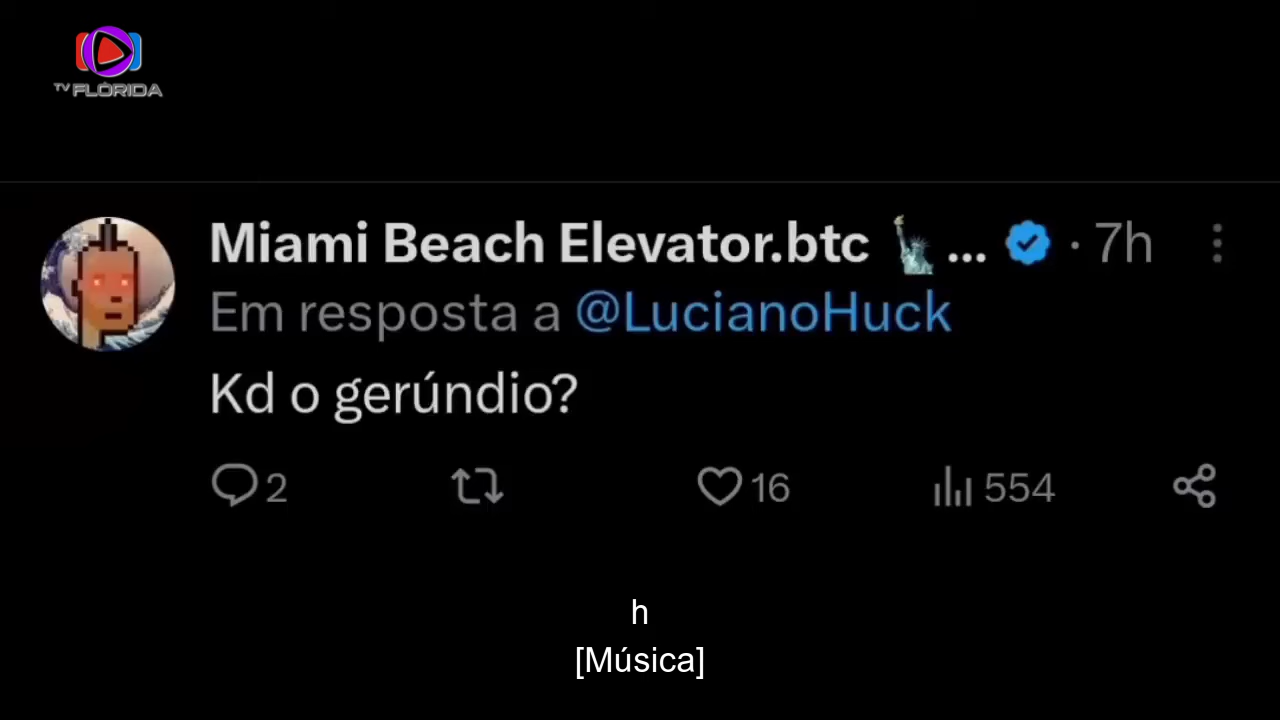 TV FLÓRIDA
Miami Beach Elevator.btc 🗽... · 7h
Em resposta a @LucianoHuck
Kd o gerúndio?
2 16 554
h
[Música]